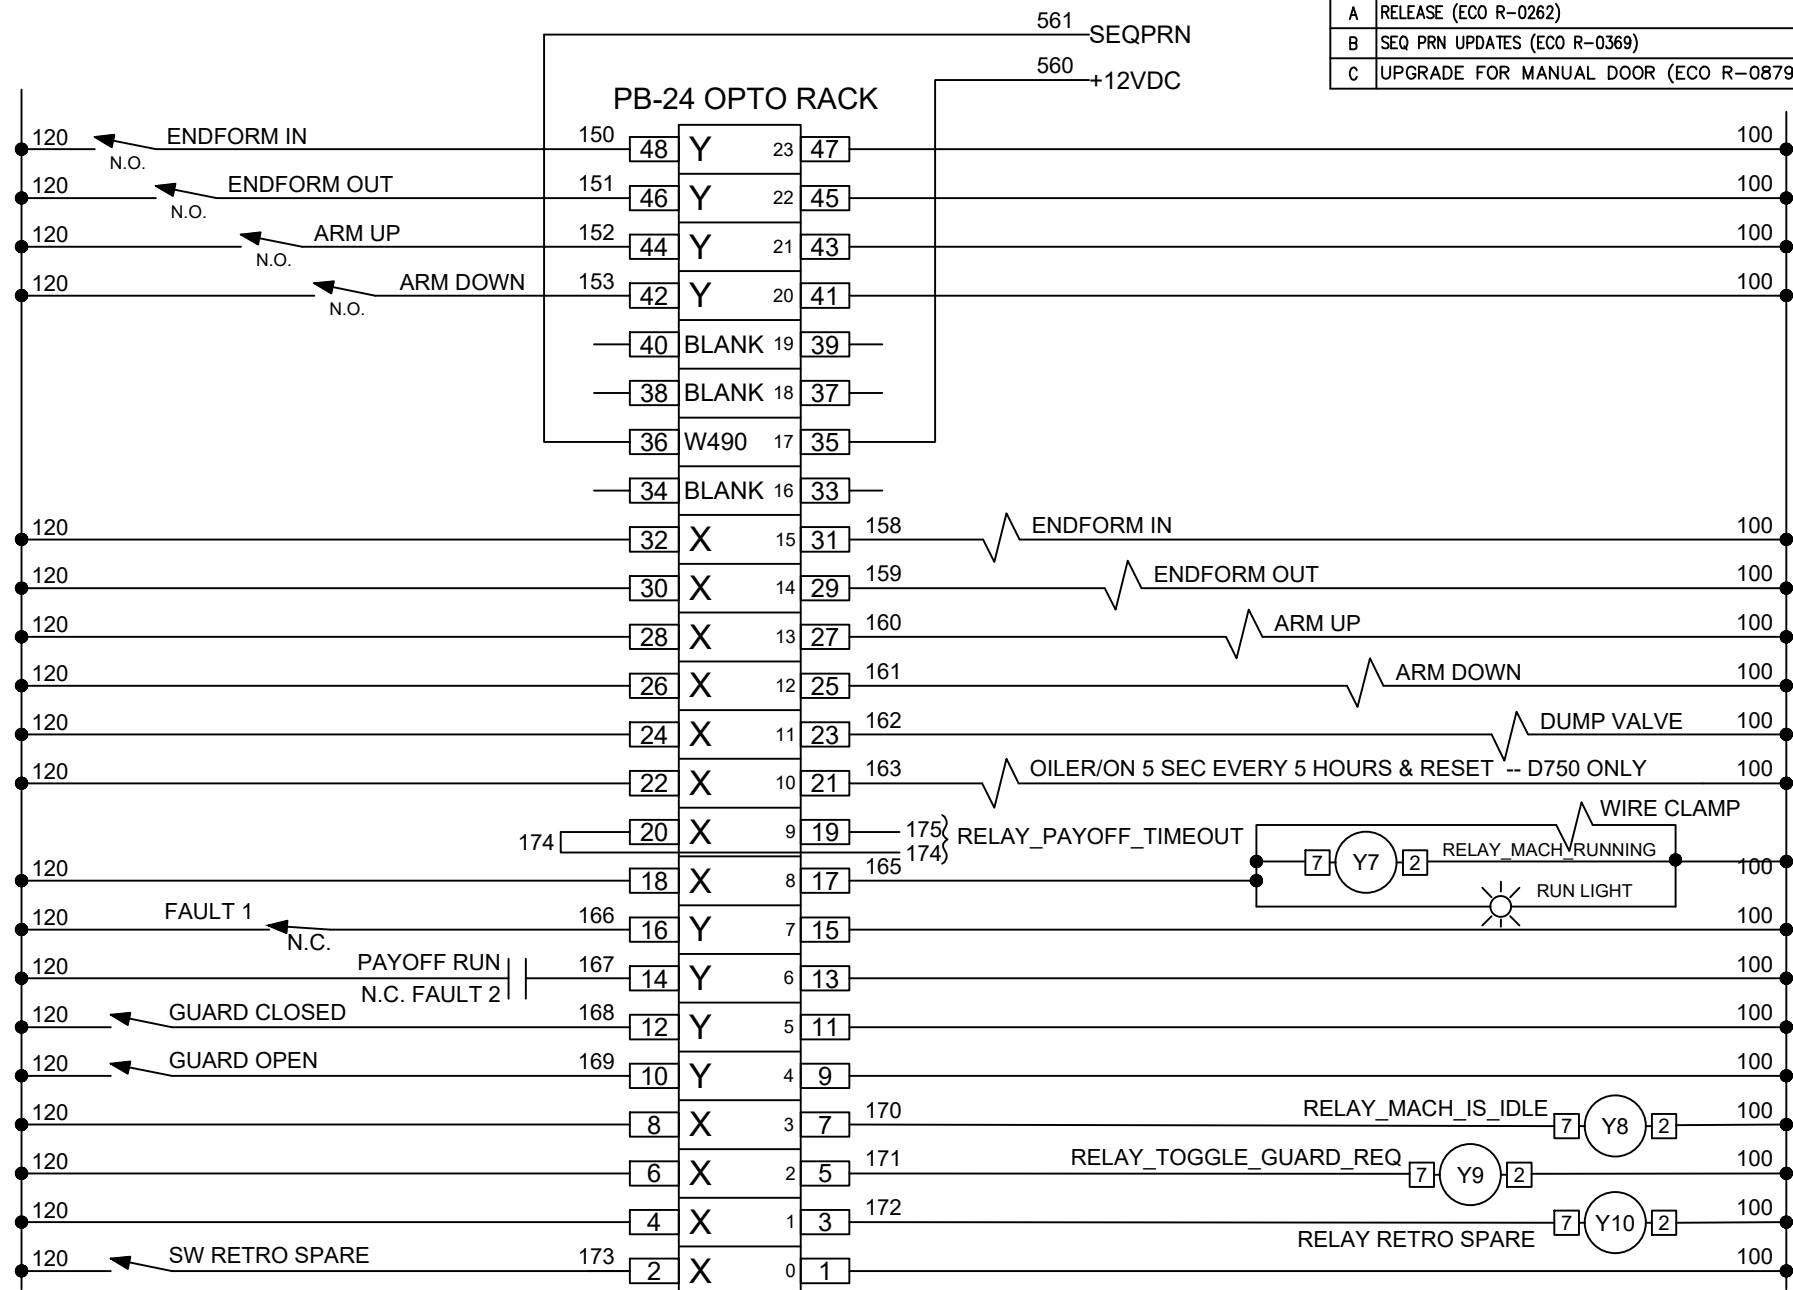 561 SEQPRN
560 +12VDC
A RELEASE (ECO R-0262)
B SEQ PRN UPDATES (ECO R-0369)
C UPGRADE FOR MANUAL DOOR (ECO R-0879
PB-24 OPTO RACK
120 N.O. ENDFORM IN 150 48 Y 23 47 100
120 N.O. ENDFORM OUT 151 46 Y 22 45 100
120 N.O. ARM UP 152 44 Y 21 43 100
120 N.O. ARM DOWN 153 42 Y 20 41 100
40 BLANK 19 39
38 BLANK 18 37
36 W490 17 35
34 BLANK 16 33
120 32 X 15 31 158 ENDFORM IN 100
120 30 X 14 29 159 ENDFORM OUT 100
120 28 X 13 27 160 ARM UP 100
120 26 X 12 25 161 ARM DOWN 100
120 24 X 11 23 162 DUMP VALVE 100
120 22 X 10 21 163 OILER/ON 5 SEC EVERY 5 HOURS & RESET -- D750 ONLY 100
WIRE CLAMP
174 20 X 9 19 175 RELAY_PAYOFF_TIMEOUT
174
7 Y7 2 RELAY_MACH_RUNNING
120 18 X 8 17 165 100
RUN LIGHT
120 FAULT 1 N.C. 166 16 Y 7 15 100
120 PAYOFF RUN 167 14 Y 6 13 100
N.C. FAULT 2
120 GUARD CLOSED 168 12 Y 5 11 100
120 GUARD OPEN 169 10 Y 4 9 100
120 8 X 3 7 170 RELAY_MACH_IS_IDLE 7 Y8 2 100
120 6 X 2 5 171 RELAY_TOGGLE_GUARD_REQ 7 Y9 2 100
120 4 X 1 3 172 RELAY RETRO SPARE 7 Y10 2 100
120 SW RETRO SPARE 173 2 X 0 1 100